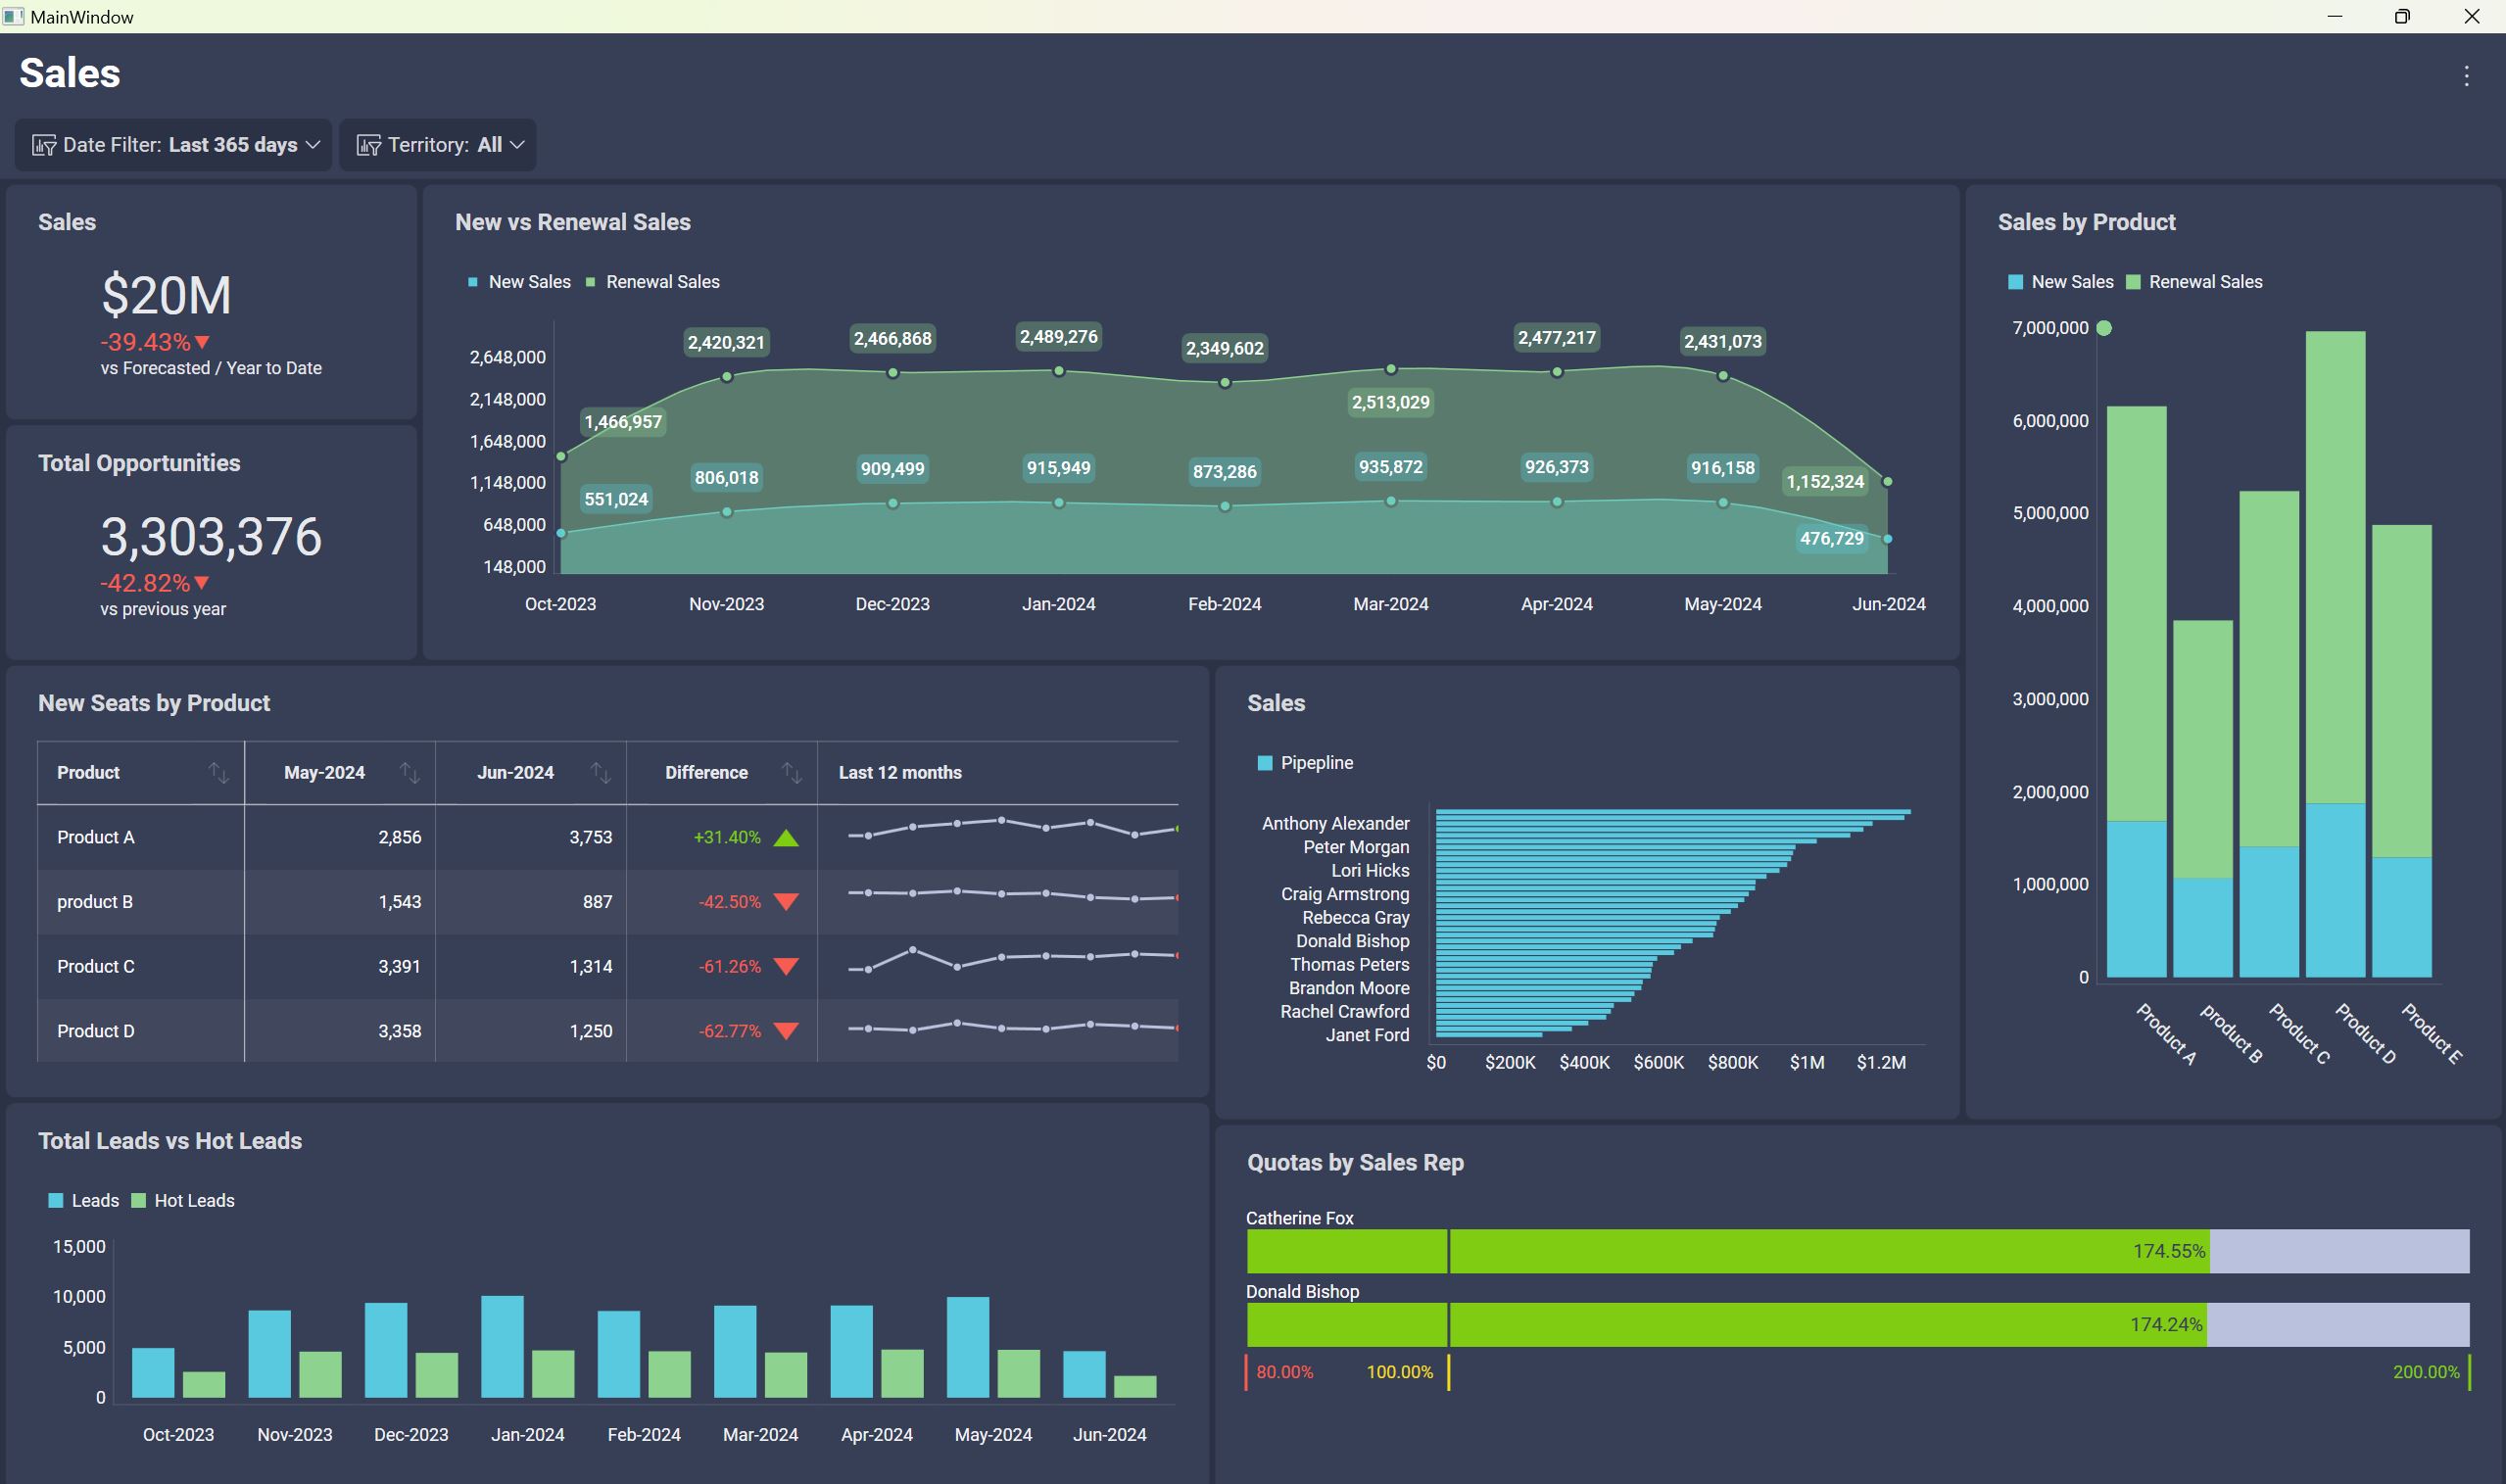 MainWindow
Sales
Date Filter: Last 365 days
Territory: All
Sales
$20M
-39.43%
vs Forecasted / Year to Date
Total Opportunities
3,303,376
-42.82%
vs previous year
New vs Renewal Sales
New Sales Renewal Sales
2,648,000
2,148,000
1,648,000
1,148,000
648,000
148,000
1,466,957
2,420,321
2,466,868
2,489,276
2,349,602
2,513,029
2,477,217
2,431,073
1,152,324
551,024
806,018
909,499
915,949
873,286
935,872
926,373
916,158
476,729
Oct-2023 Nov-2023 Dec-2023 Jan-2024 Feb-2024 Mar-2024 Apr-2024 May-2024 Jun-2024
Sales by Product
New Sales Renewal Sales
7,000,000
6,000,000
5,000,000
4,000,000
3,000,000
2,000,000
1,000,000
0
Product A
product B
Product C
Product D
Product E
New Seats by Product
Product May-2024 Jun-2024 Difference Last 12 months
Product A 2,856 3,753 +31.40%
product B 1,543 887 -42.50%
Product C 3,391 1,314 -61.26%
Product D 3,358 1,250 -62.77%
Sales
Pipepline
Anthony Alexander
Peter Morgan
Lori Hicks
Craig Armstrong
Rebecca Gray
Donald Bishop
Thomas Peters
Brandon Moore
Rachel Crawford
Janet Ford
$0 $200K $400K $600K $800K $1M $1.2M
Total Leads vs Hot Leads
Leads Hot Leads
15,000
10,000
5,000
0
Oct-2023 Nov-2023 Dec-2023 Jan-2024 Feb-2024 Mar-2024 Apr-2024 May-2024 Jun-2024
Quotas by Sales Rep
Catherine Fox
174.55%
Donald Bishop
174.24%
80.00% 100.00% 200.00%